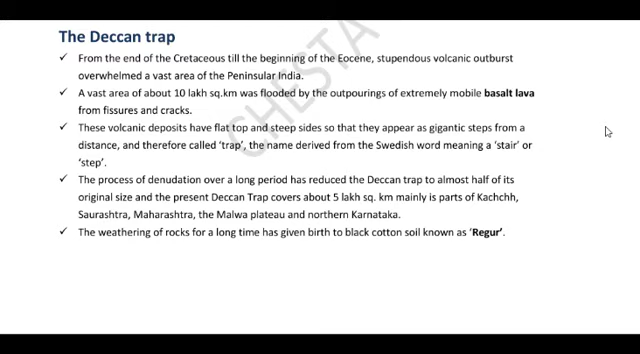 The Deccan trap
✓ From the end of the Cretaceous till the beginning of the Eocene, stupendous volcanic outburst
overwhelmed a vast area of the Peninsular India.
✓ A vast area of about 10 lakh sq.km was flooded by the outpourings of extremely mobile basalt lava
from fissures and cracks.
✓ These volcanic deposits have flat top and steep sides so that they appear as gigantic steps from a
distance, and therefore called ‘trap’, the name derived from the Swedish word meaning a ‘stair’ or
‘step’.
✓ The process of denudation over a long period has reduced the Deccan trap to almost half of its
original size and the present Deccan Trap covers about 5 lakh sq. km mainly is parts of Kachchh,
Saurashtra, Maharashtra, the Malwa plateau and northern Karnataka.
✓ The weathering of rocks for a long time has given birth to black cotton soil known as ‘Regur’.
CHESTA